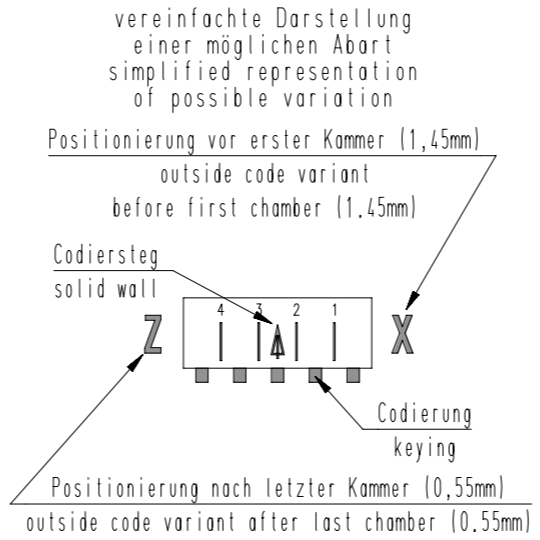 vereinfachte Darstellung
einer möglichen Abart
simplified representation
of possible variation
Positionierung vor erster Kammer (1,45mm)
outside code variant
before first chamber (1.45mm)
Codiersteg
solid wall
4 3 2 1
Z X
Codierung
keying
Positionierung nach letzter Kammer (0,55mm)
outside code variant after last chamber (0.55mm)